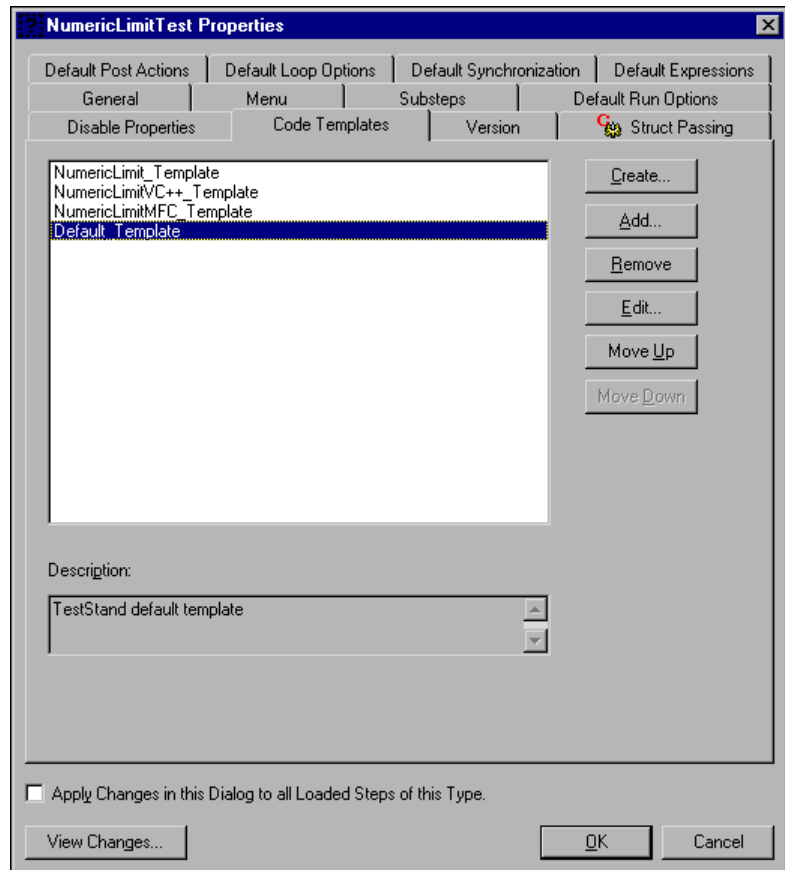 NumericLimitTest Properties
Default Post Actions Default Loop Options Default Synchronization Default Expressions
General Menu Substeps Default Run Options
Disable Properties Code Templates Version C Struct Passing
NumericLimit_Template
NumericLimitVC++_Template
NumericLimitMFC_Template
Default_Template
Create...
Add...
Remove
Edit...
Move Up
Move Down
Description:
TestStand default template
Apply Changes in this Dialog to all Loaded Steps of this Type.
View Changes... OK Cancel